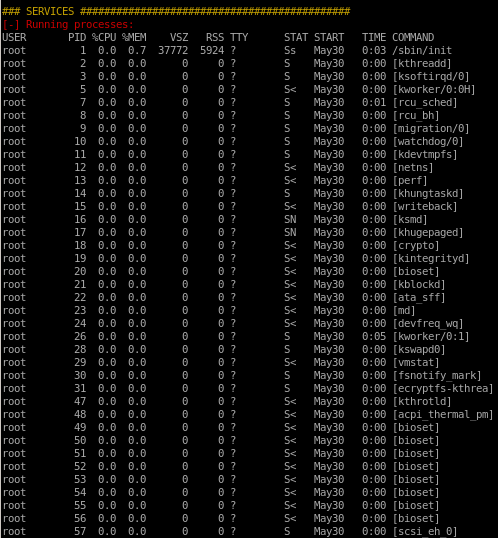 ### SERVICES #############################################
[-] Running processes:
USER       PID %CPU %MEM    VSZ   RSS TTY      STAT START   TIME COMMAND
root         1  0.0  0.7  37772  5924 ?        Ss   May30   0:03 /sbin/init
root         2  0.0  0.0      0     0 ?        S    May30   0:00 [kthreadd]
root         3  0.0  0.0      0     0 ?        S    May30   0:00 [ksoftirqd/0]
root         5  0.0  0.0      0     0 ?        S<   May30   0:00 [kworker/0:0H]
root         7  0.0  0.0      0     0 ?        S    May30   0:01 [rcu_sched]
root         8  0.0  0.0      0     0 ?        S    May30   0:00 [rcu_bh]
root         9  0.0  0.0      0     0 ?        S    May30   0:00 [migration/0]
root        10  0.0  0.0      0     0 ?        S    May30   0:00 [watchdog/0]
root        11  0.0  0.0      0     0 ?        S    May30   0:00 [kdevtmpfs]
root        12  0.0  0.0      0     0 ?        S<   May30   0:00 [netns]
root        13  0.0  0.0      0     0 ?        S<   May30   0:00 [perf]
root        14  0.0  0.0      0     0 ?        S    May30   0:00 [khungtaskd]
root        15  0.0  0.0      0     0 ?        S<   May30   0:00 [writeback]
root        16  0.0  0.0      0     0 ?        SN   May30   0:00 [ksmd]
root        17  0.0  0.0      0     0 ?        SN   May30   0:00 [khugepaged]
root        18  0.0  0.0      0     0 ?        S<   May30   0:00 [crypto]
root        19  0.0  0.0      0     0 ?        S<   May30   0:00 [kintegrityd]
root        20  0.0  0.0      0     0 ?        S<   May30   0:00 [bioset]
root        21  0.0  0.0      0     0 ?        S<   May30   0:00 [kblockd]
root        22  0.0  0.0      0     0 ?        S<   May30   0:00 [ata_sff]
root        23  0.0  0.0      0     0 ?        S<   May30   0:00 [md]
root        24  0.0  0.0      0     0 ?        S<   May30   0:00 [devfreq_wq]
root        26  0.0  0.0      0     0 ?        S    May30   0:05 [kworker/0:1]
root        28  0.0  0.0      0     0 ?        S    May30   0:00 [kswapd0]
root        29  0.0  0.0      0     0 ?        S<   May30   0:00 [vmstat]
root        30  0.0  0.0      0     0 ?        S    May30   0:00 [fsnotify_mark]
root        31  0.0  0.0      0     0 ?        S    May30   0:00 [ecryptfs-kthrea]
root        47  0.0  0.0      0     0 ?        S<   May30   0:00 [kthrotld]
root        48  0.0  0.0      0     0 ?        S<   May30   0:00 [acpi_thermal_pm]
root        49  0.0  0.0      0     0 ?        S<   May30   0:00 [bioset]
root        50  0.0  0.0      0     0 ?        S<   May30   0:00 [bioset]
root        51  0.0  0.0      0     0 ?        S<   May30   0:00 [bioset]
root        52  0.0  0.0      0     0 ?        S<   May30   0:00 [bioset]
root        53  0.0  0.0      0     0 ?        S<   May30   0:00 [bioset]
root        54  0.0  0.0      0     0 ?        S<   May30   0:00 [bioset]
root        55  0.0  0.0      0     0 ?        S<   May30   0:00 [bioset]
root        56  0.0  0.0      0     0 ?        S<   May30   0:00 [bioset]
root        57  0.0  0.0      0     0 ?        S    May30   0:00 [scsi_eh_0]